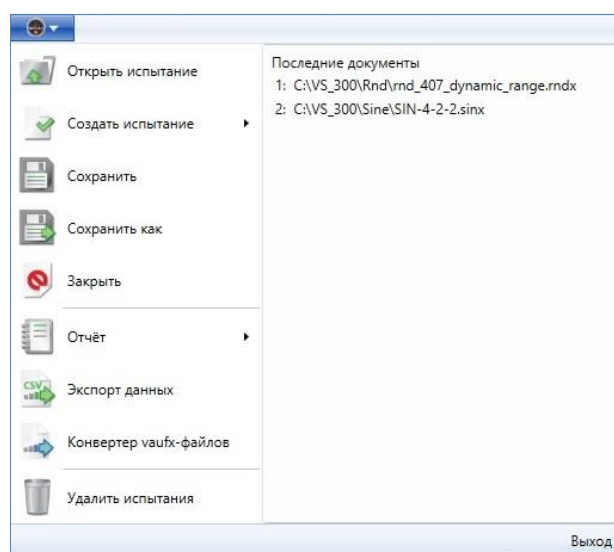 Открыть испытание
Создать испытание
Сохранить
Сохранить как
Закрыть
Отчёт
CSV
Экспорт данных
Конвертер vaufx-файлов
Удалить испытания
Последние документы
1: C:\VS_300\Rnd\rnd_407_dynamic_range.rndx
2: C:\VS_300\Sine\SIN-4-2-2.sinx
Выход